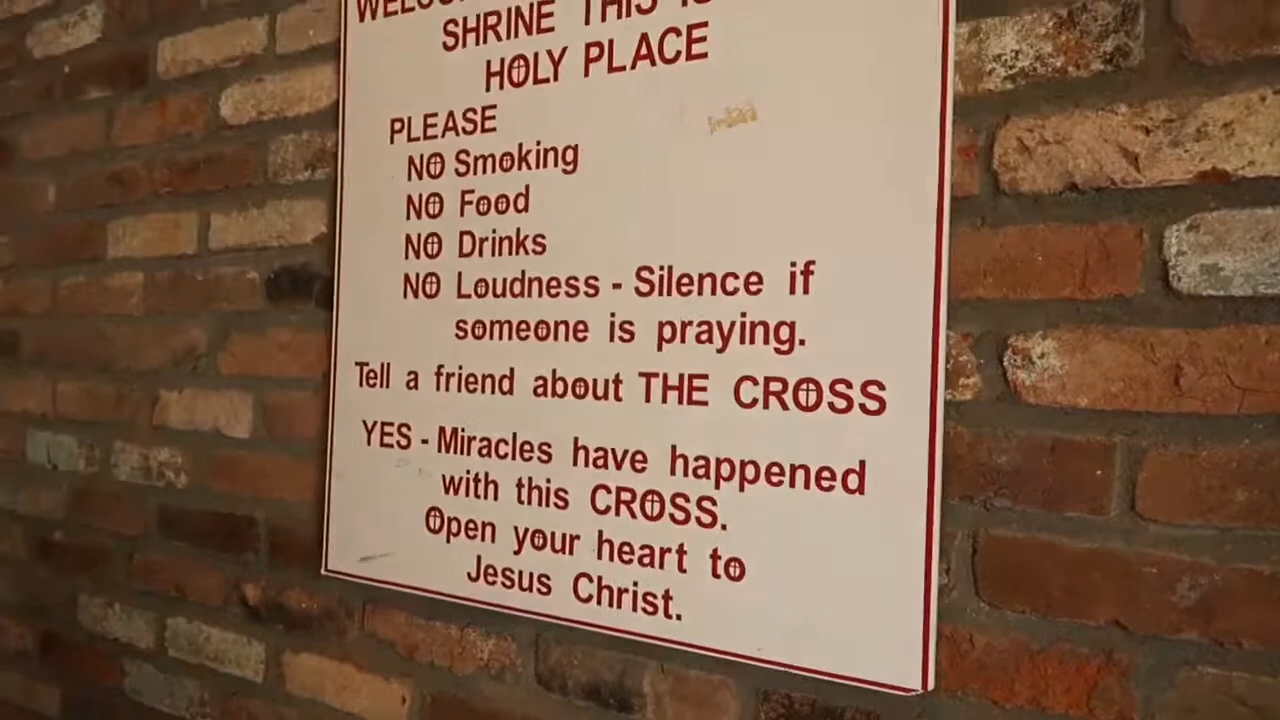 SHRINE THIS IS
HOLY PLACE
PLEASE
NO Smoking
NO Food
NO Drinks
NO Loudness - Silence if
someone is praying.
Tell a friend about THE CROSS
YES - Miracles have happened
with this CROSS.
Open your heart to
Jesus Christ.